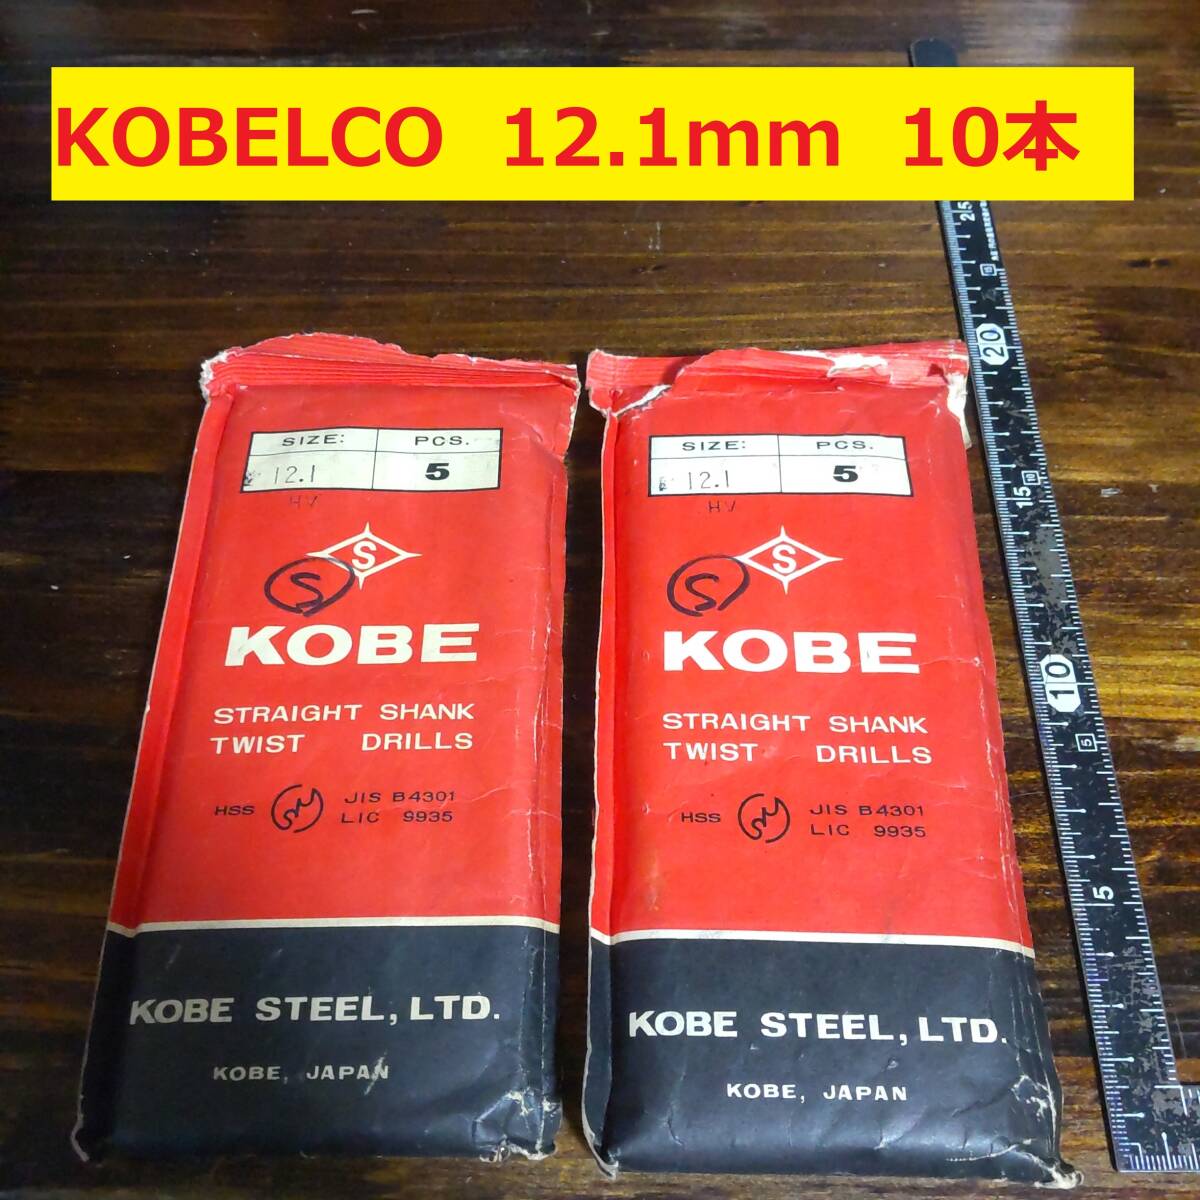 KOBELCO 12.1mm 10本
SIZE: PCS.
12.1 5
HV
S
S
KOBE
STRAIGHT SHANK
TWIST DRILLS
HSS JIS B4301
LIC 9935
KOBE STEEL, LTD.
KOBE, JAPAN
SIZE: PCS.
12.1 5
HV
S
S
KOBE
STRAIGHT SHANK
TWIST DRILLS
HSS JIS B4301
LIC 9935
KOBE STEEL, LTD.
KOBE, JAPAN
25
20
15
10
5
5